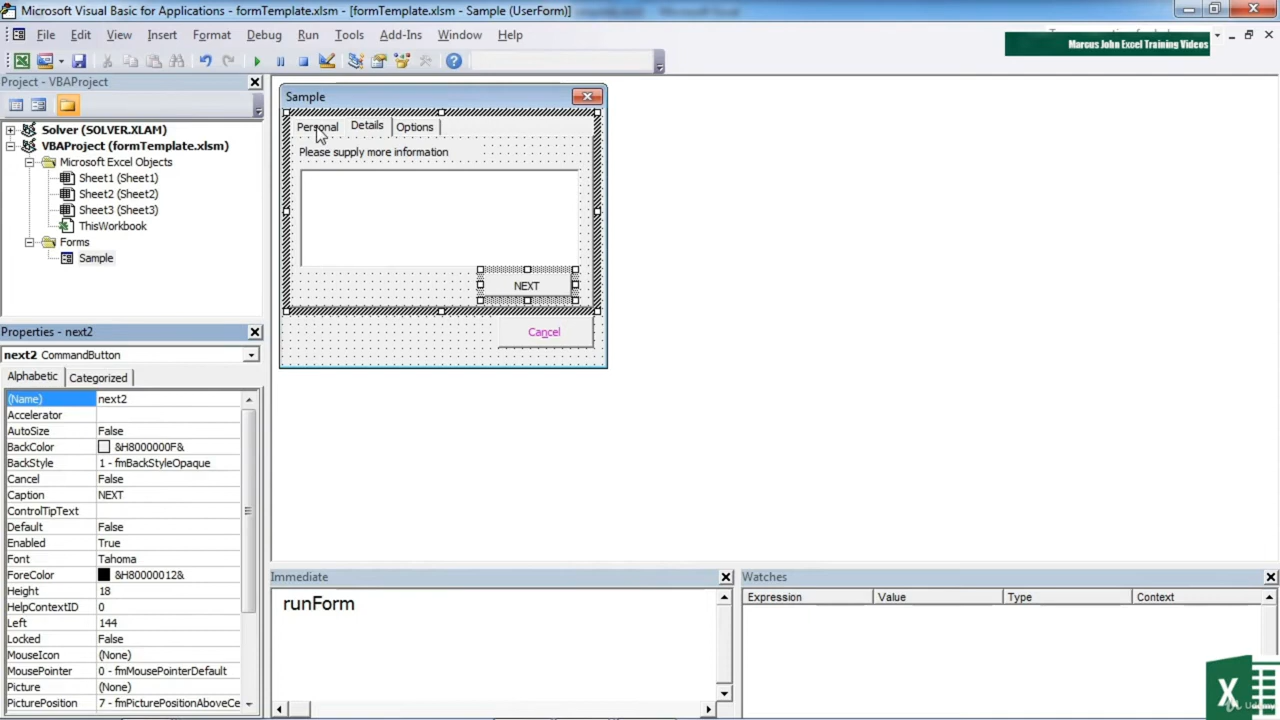 Microsoft Visual Basic for Applications - formTemplate.xlsm - [formTemplate.xlsm - Sample (UserForm)]
File Edit View Insert Format Debug Run Tools Add-Ins Window Help
Marcus John Excel Training Videos
Project - VBAProject
Solver (SOLVER.XLAM)
VBAProject (formTemplate.xlsm)
Microsoft Excel Objects
Sheet1 (Sheet1)
Sheet2 (Sheet2)
Sheet3 (Sheet3)
ThisWorkbook
Forms
Sample
Sample
Personal Details Options
Please supply more information
NEXT
Cancel
Properties - next2
next2 CommandButton
Alphabetic Categorized
(Name) next2
Accelerator
AutoSize False
BackColor &H8000000F&
BackStyle 1 - fmBackStyleOpaque
Cancel False
Caption NEXT
ControlTipText
Default False
Enabled True
Font Tahoma
ForeColor &H80000012&
Height 18
HelpContextID 0
Left 144
Locked False
MouseIcon (None)
MousePointer 0 - fmMousePointerDefault
Picture (None)
PicturePosition 7 - fmPicturePositionAboveCe
Immediate
runForm
Watches
Expression Value Type Context
Udemy